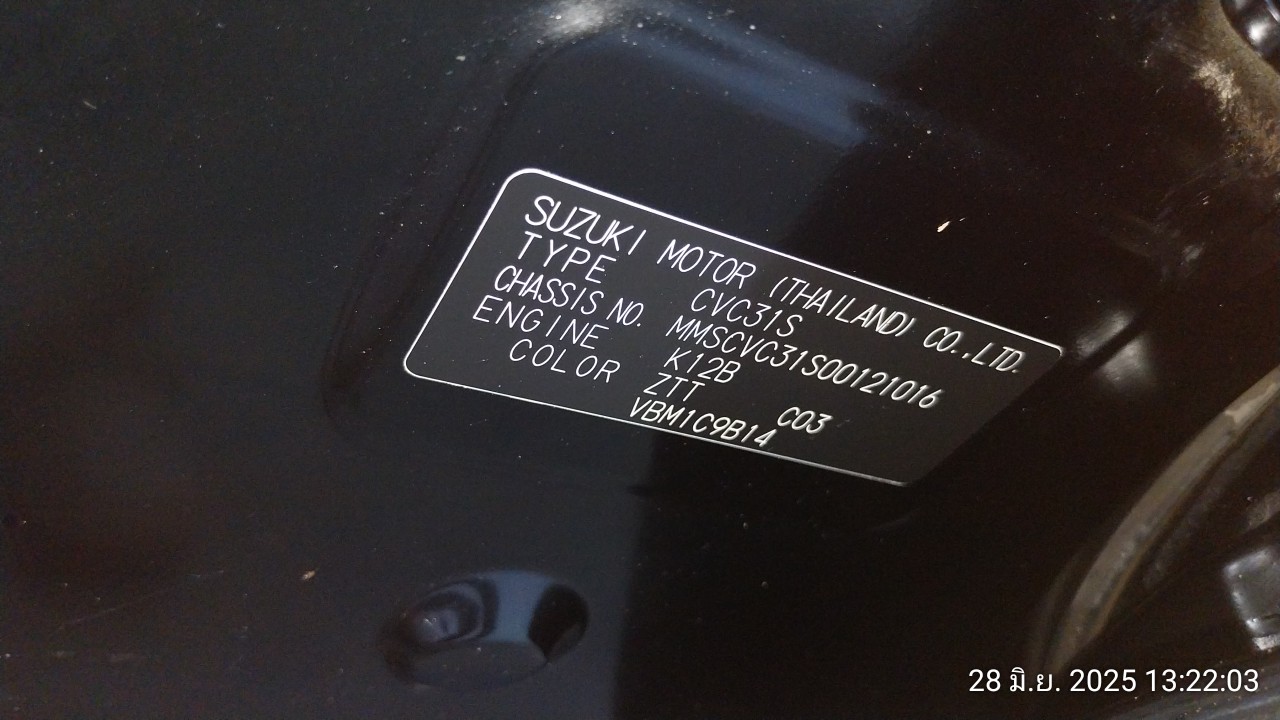 SUZUKI MOTOR (THAILAND) CO.,LTD.
TYPE CVC31S
CHASSIS NO. MMSCVC31S00121016
ENGINE K12B
COLOR ZTT C03
VBM1C9B14
28 มิ.ย. 2025 13:22:03